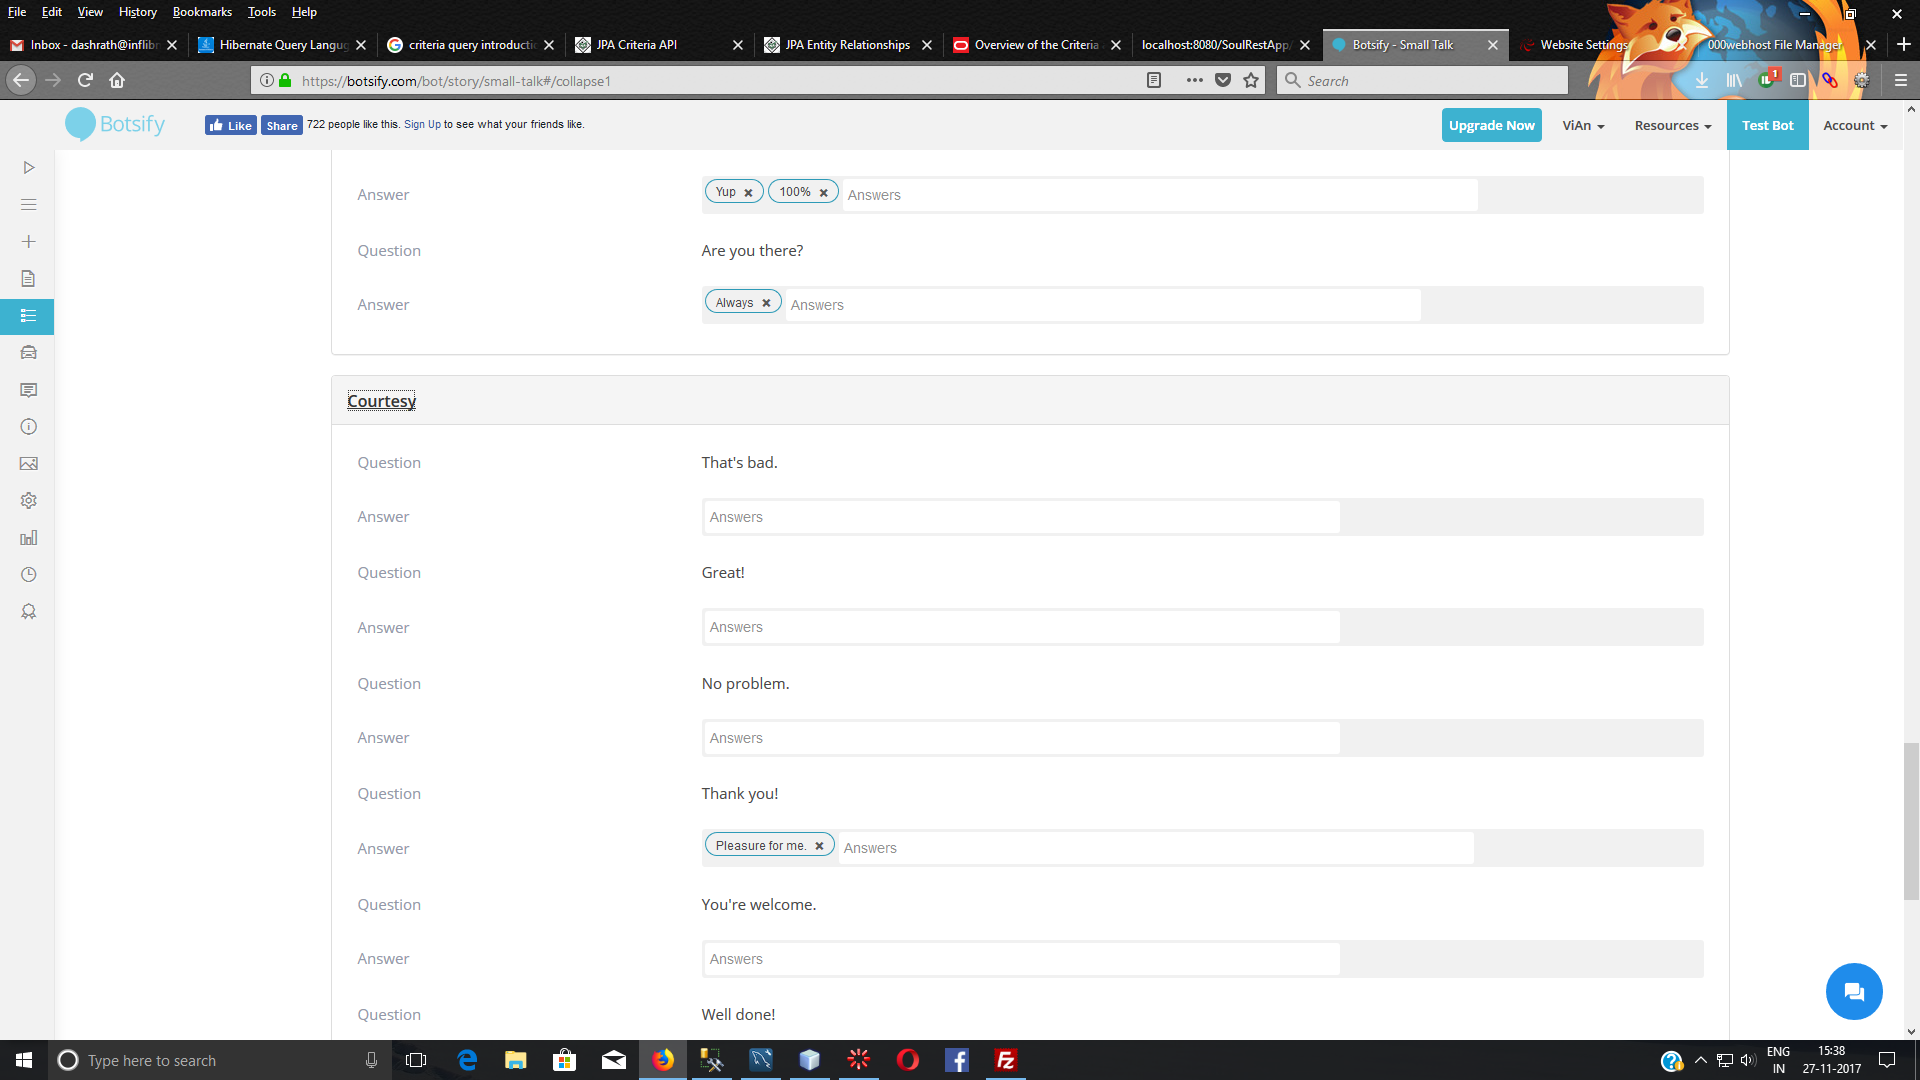 File Edit View History Bookmarks Tools Help
Inbox - dashrath@inflibn Hibernate Query Langua criteria query introductio JPA Criteria API JPA Entity Relationships Overview of the Criteria localhost:8080/SoulRestApp/ Botsify - Small Talk Website Settings 000webhost File Manager
https://botsify.com/bot/story/small-talk#/collapse1 Search 1
Botsify Like Share 722 people like this. Sign Up to see what your friends like. Upgrade Now ViAn Resources Test Bot Account
Answer Yup 100% Answers
Question Are you there?
Answer Always Answers
Courtesy
Question That's bad.
Answer Answers
Question Great!
Answer Answers
Question No problem.
Answer Answers
Question Thank you!
Answer Pleasure for me. Answers
Question You're welcome.
Answer Answers
Question Well done!
Type here to search ENG 15:38
IN 27-11-2017